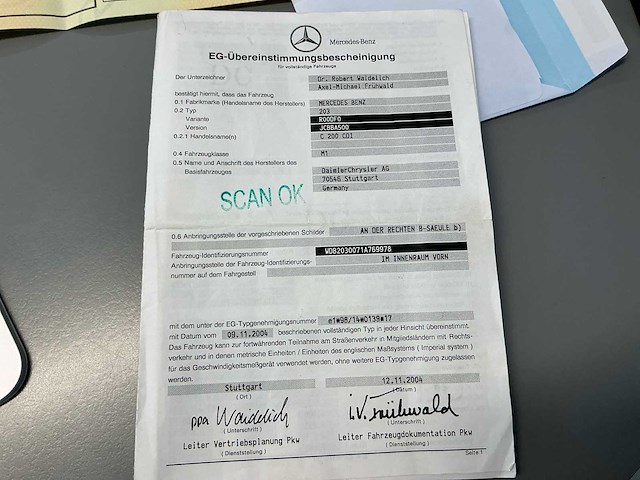 Mercedes-Benz
EG-Übereinstimmungsbescheinigung
für vollständige Fahrzeuge
Der Unterzeichner Dr. Robert Waidelich
Axel-Michael Frühwald
bestätigt hiermit, dass das Fahrzeug
0.1 Fabrikmarke (Handelsname des Herstellers) MERCEDES BENZ
0.2 Typ 203
Variante R00DF0
Version JCBBA500
0.2.1 Handelsname(n) C 200 CDI
0.4 Fahrzeugklasse M1
0.5 Name und Anschrift des Herstellers des
Basisfahrzeuges DaimlerChrysler AG
70546 Stuttgart
Germany
SCAN OK
0.6 Anbringungsstelle der vorgeschriebenen Schilder AN DER RECHTEN B-SAEULE b)
Fahrzeug-Identifizierungsnummer WDB2030071A769978
Anbringungsstelle der Fahrzeug-Identifizierungs- IM INNENRAUM VORN
nummer auf dem Fahrgestell
mit dem unter der EG-Typgenehmigungsnummer e1*98/14*0139*17
mit Datum vom 09.11.2004 beschriebenen vollständigen Typ in jeder Hinsicht übereinstimmt.
Das Fahrzeug kann zur fortwährenden Teilnahme am Straßenverkehr in Mitgliedsländern mit Rechts-
verkehr und in denen metrische Einheiten / Einheiten des englischen Maßsystems ( Imperial system )
für das Geschwindigkeitsmeßgerät verwendet werden, ohne weitere EG-Typgenehmigung zugelassen
werden.
Stuttgart 12.11.2004
( Ort ) ( Datum )
ppa Waidelich i.V. Frühwald
( Unterschrift ) ( Unterschrift )
Leiter Vertriebsplanung Pkw Leiter Fahrzeugdokumentation Pkw
( Dienststellung ) ( Dienststellung )
Seite 1